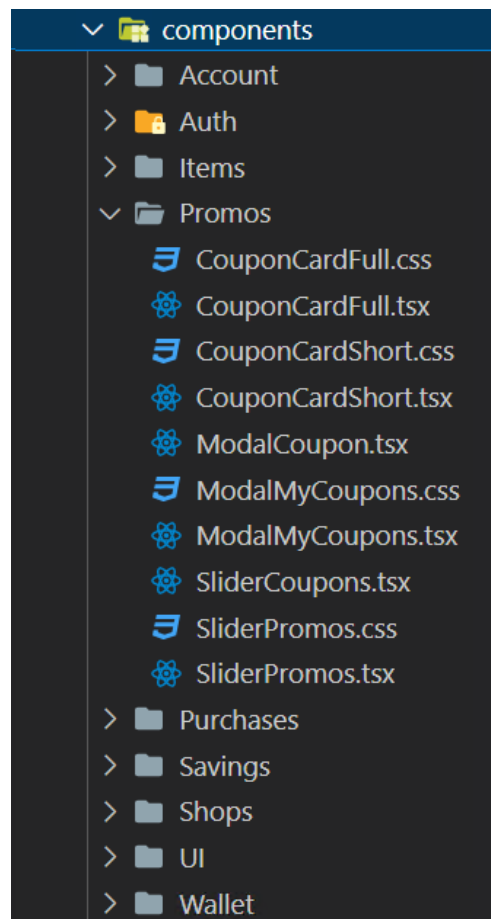 components
Account
Auth
Items
Promos
CouponCardFull.css
CouponCardFull.tsx
CouponCardShort.css
CouponCardShort.tsx
ModalCoupon.tsx
ModalMyCoupons.css
ModalMyCoupons.tsx
SliderCoupons.tsx
SliderPromos.css
SliderPromos.tsx
Purchases
Savings
Shops
UI
Wallet